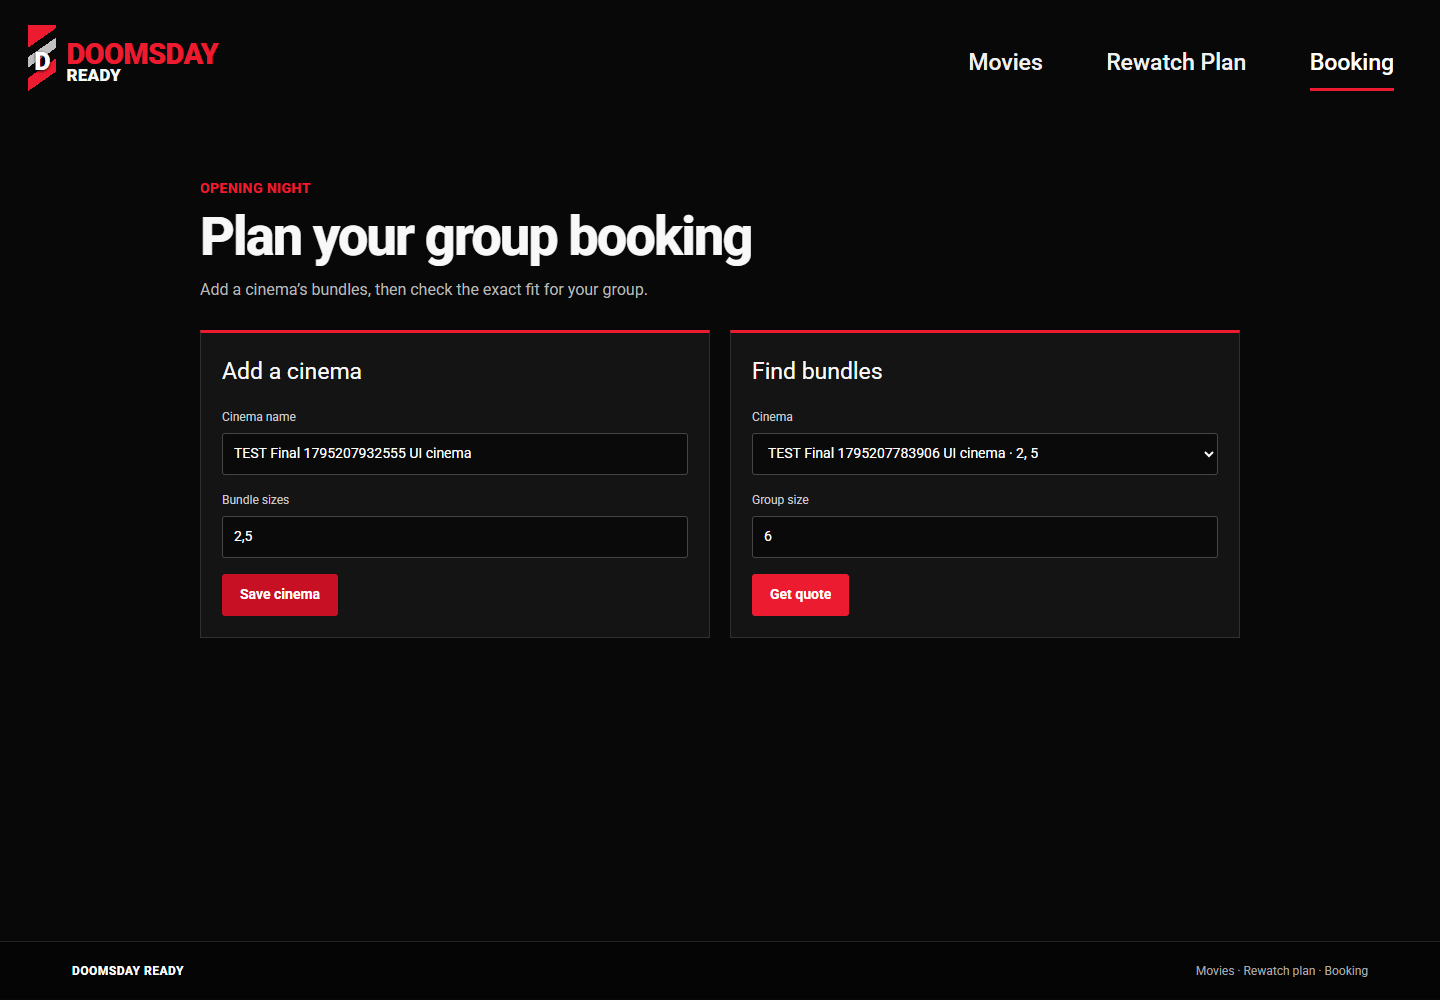 D
DOOMSDAY
READY
Movies
Rewatch Plan
Booking
OPENING NIGHT
Plan your group booking
Add a cinema’s bundles, then check the exact fit for your group.
Add a cinema
Cinema name
TEST Final 1795207932555 UI cinema
Bundle sizes
2,5
Save cinema
Find bundles
Cinema
TEST Final 1795207783906 UI cinema · 2, 5
Group size
6
Get quote
DOOMSDAY READY
Movies · Rewatch plan · Booking